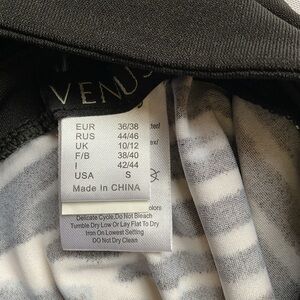 VENUS
EUR 36/38
RUS 44/46
UK 10/12
F/B 38/40
I 42/44
USA S
Made in CHINA
olors
Delicate Cycle,Do Not Bleach
Tumble Dry Low or Lay Flat To Dry
Iron on Lowest Setting
DO Not Dry Clean